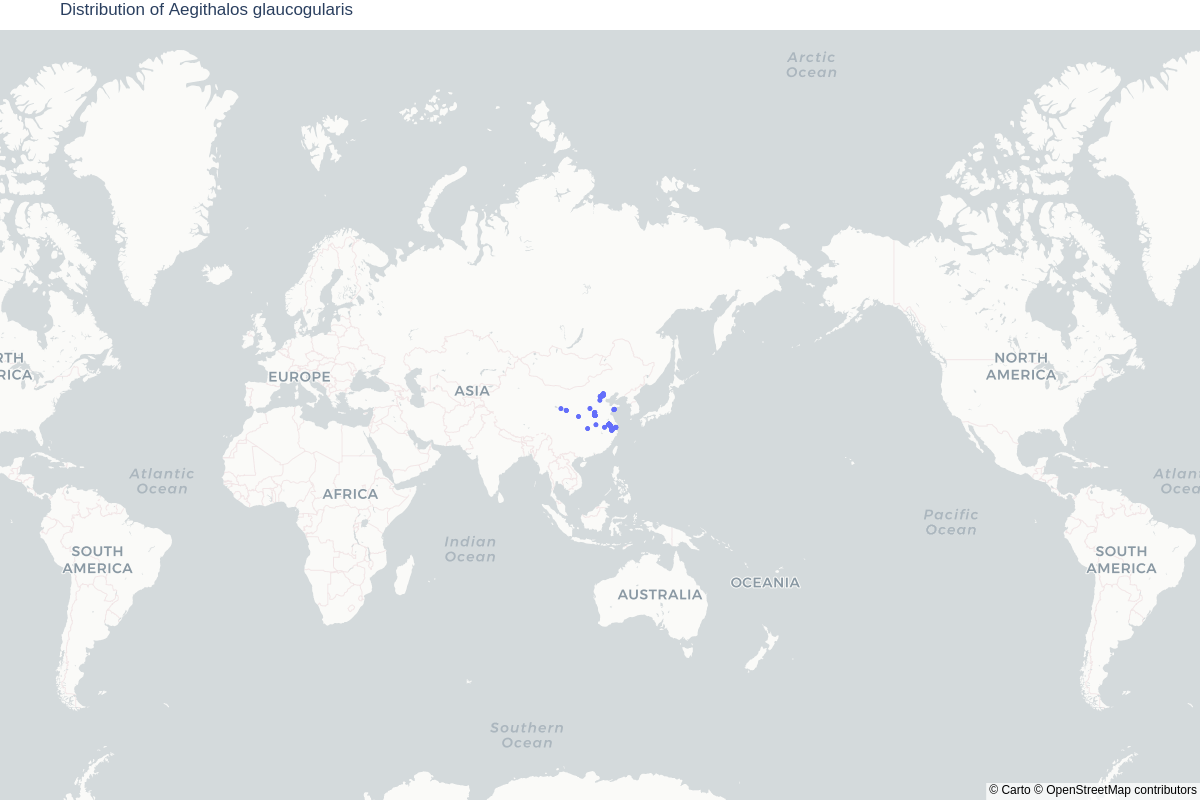 Distribution of Aegithalos glaucogularis
Arctic
Ocean
RTH
RICA
EUROPE
ASIA
NORTH
AMERICA
Atlantic
Ocean
AFRICA
Pacific
Ocean
Atlant
Ocea
Indian
Ocean
SOUTH
AMERICA
AUSTRALIA
OCEANIA
SOUTH
AMERICA
Southern
Ocean
© Carto © OpenStreetMap contributors